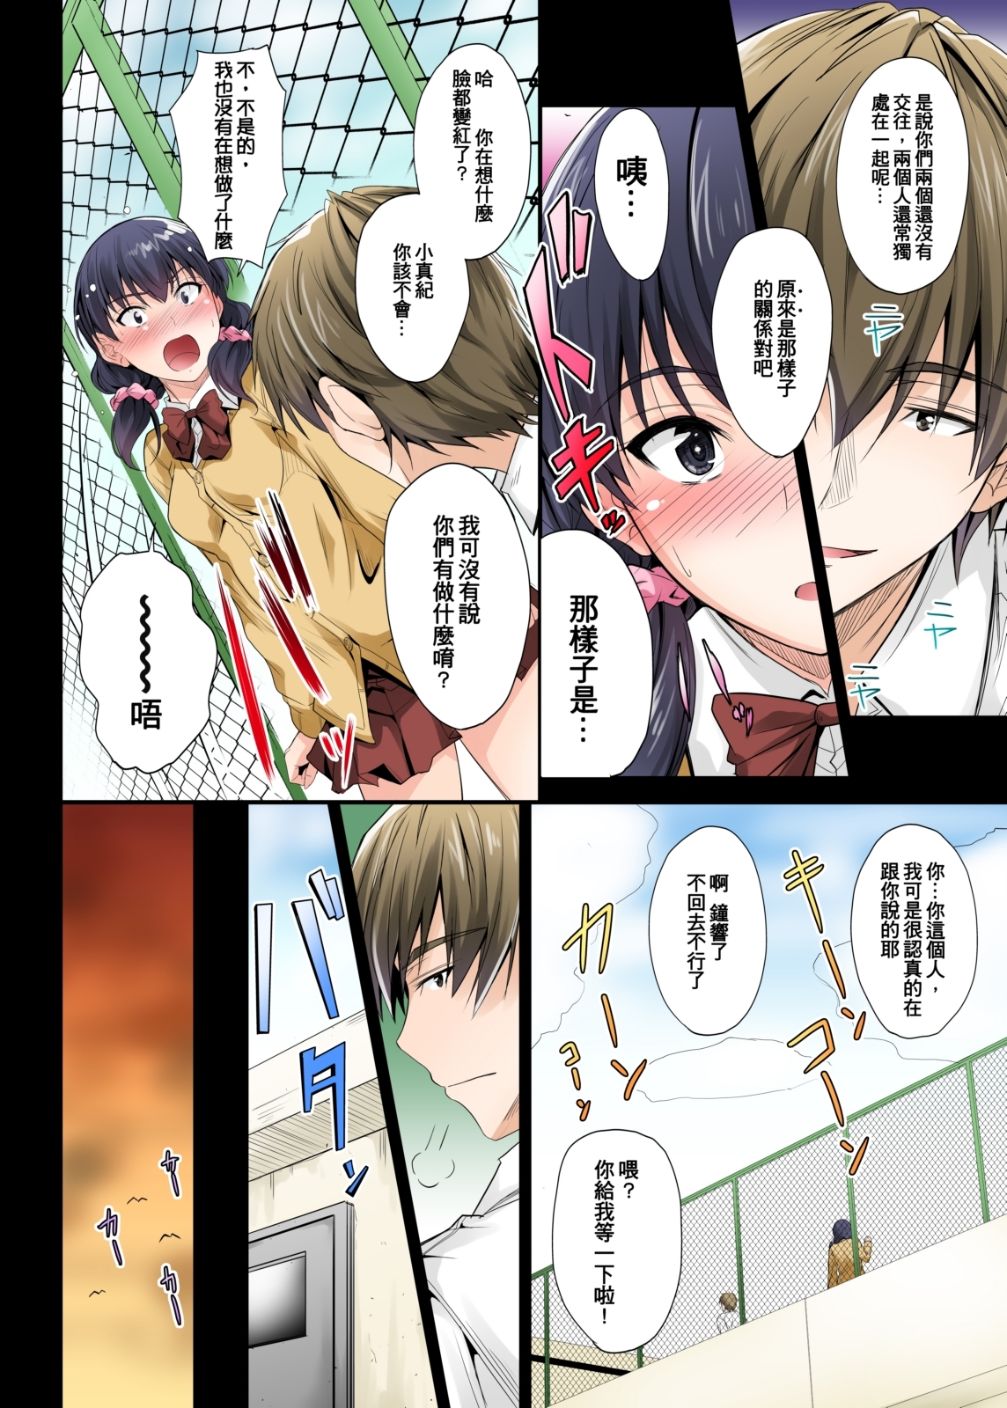 是說你們兩個還沒有
交往，兩個人還常獨
處在一起呢…
原來是那樣子
的關係對吧
ニヤ
ニヤ
ニヤ
咦…
ドキッ
那樣子是…
哈　你在想什麼
臉都變紅了？
小真紀
你該不會…
不，不是的，
我也沒有在想做了什麼
我可沒有說
你們有做什麼唷？
唔
你…你這個人，
我可是很認真的在
跟你說的耶
キーンコーン
カーンコーン
啊　鐘響了
不回去不行了
喂？
你給我等一下啦！
バタン
カー
カー